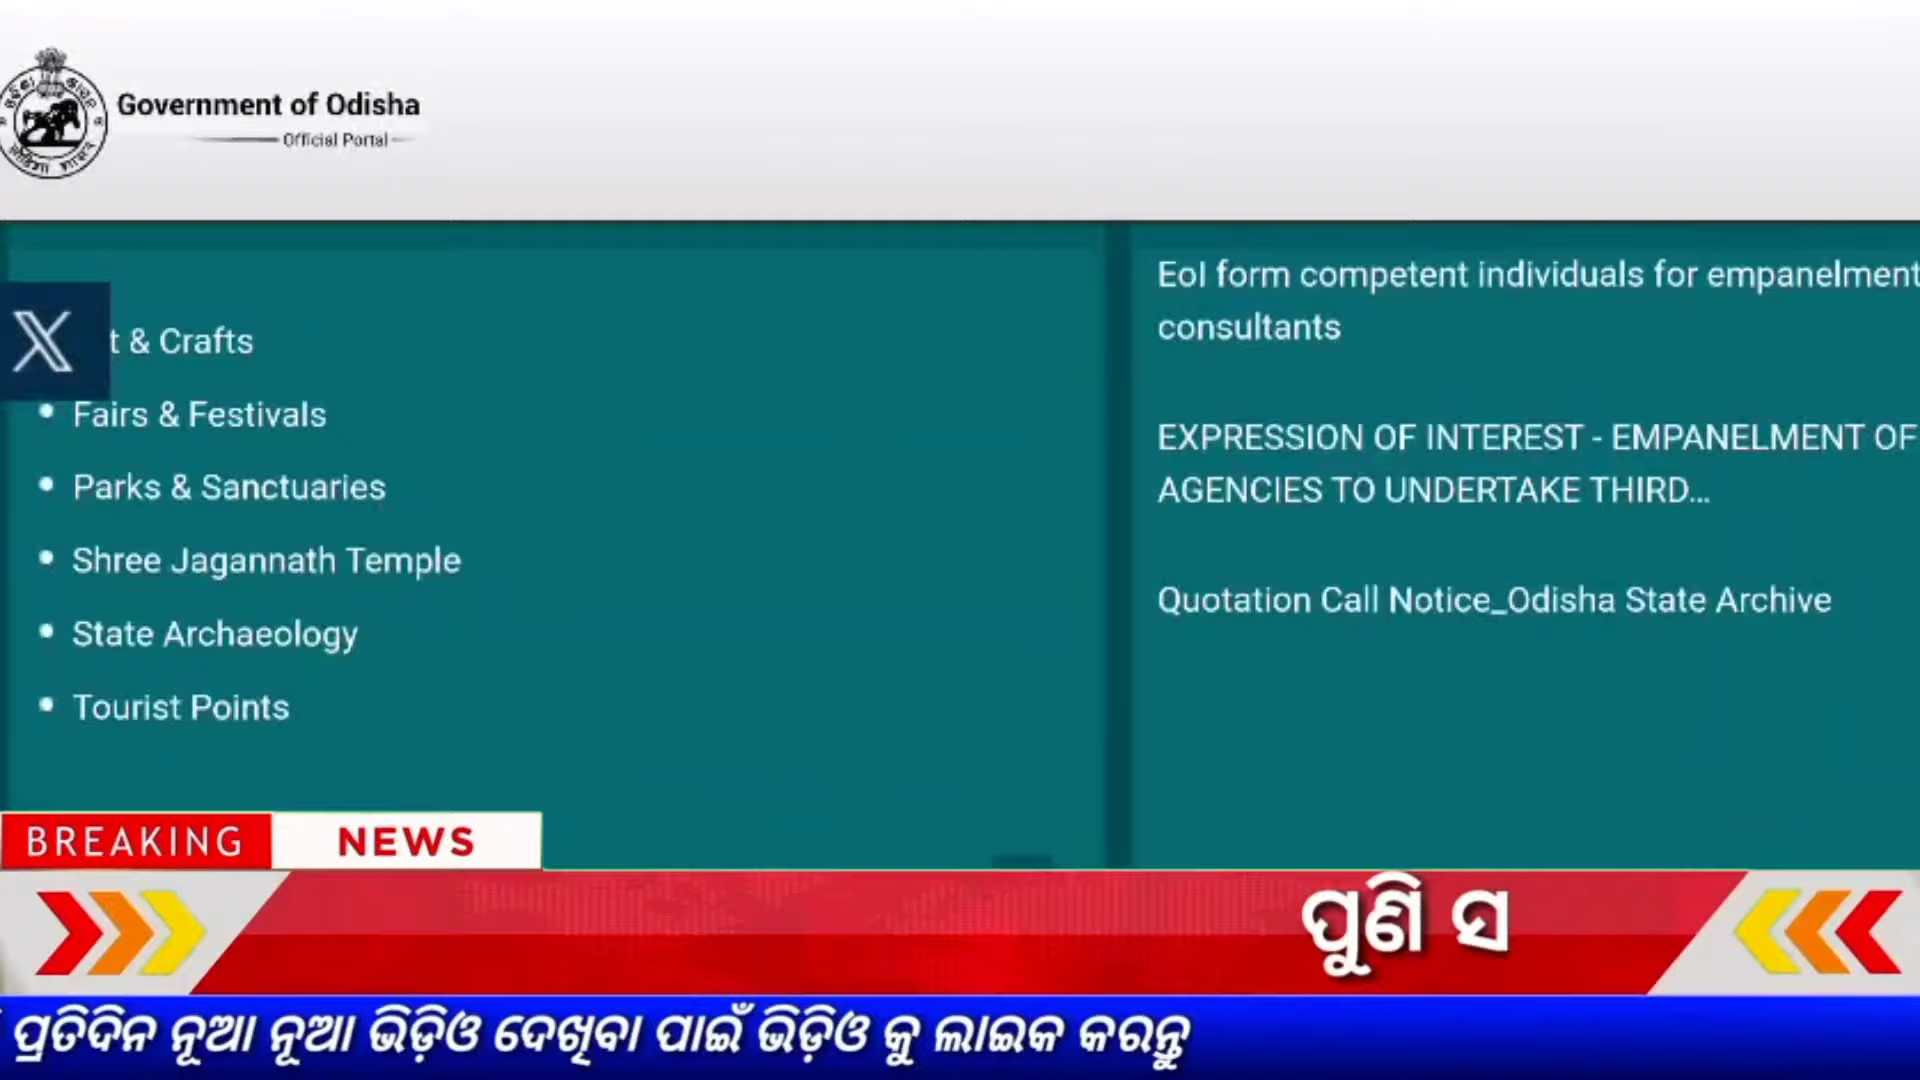 Government of Odisha
Official Portal
t & Crafts
Fairs & Festivals
Parks & Sanctuaries
Shree Jagannath Temple
State Archaeology
Tourist Points
EoI form competent individuals for empanelment
consultants
EXPRESSION OF INTEREST - EMPANELMENT OF
AGENCIES TO UNDERTAKE THIRD...
Quotation Call Notice_Odisha State Archive
BREAKING NEWS
ପୁଣି ସ
ପ୍ରତିଦିନ ନୂଆ ନୂଆ ଭିଡ଼ିଓ ଦେଖିବା ପାଇଁ ଭିଡ଼ିଓ କୁ ଲାଇକ କରନ୍ତୁ